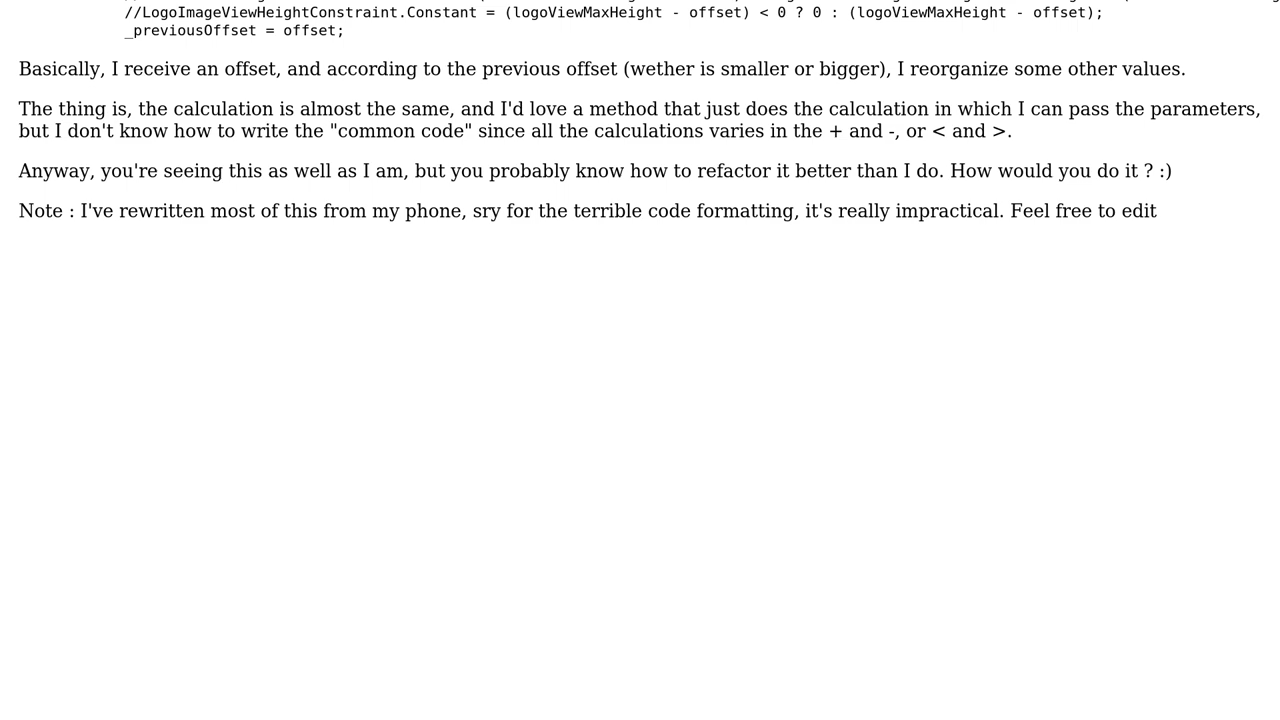 //LogoImageViewHeightConstraint.Constant = (logoViewMaxHeight - offset) < 0 ? 0 : (logoViewMaxHeight - offset);
_previousOffset = offset;
Basically, I receive an offset, and according to the previous offset (wether is smaller or bigger), I reorganize some other values.
The thing is, the calculation is almost the same, and I'd love a method that just does the calculation in which I can pass the parameters,
but I don't know how to write the "common code" since all the calculations varies in the + and -, or < and >.
Anyway, you're seeing this as well as I am, but you probably know how to refactor it better than I do. How would you do it ? :)
Note : I've rewritten most of this from my phone, sry for the terrible code formatting, it's really impractical. Feel free to edit